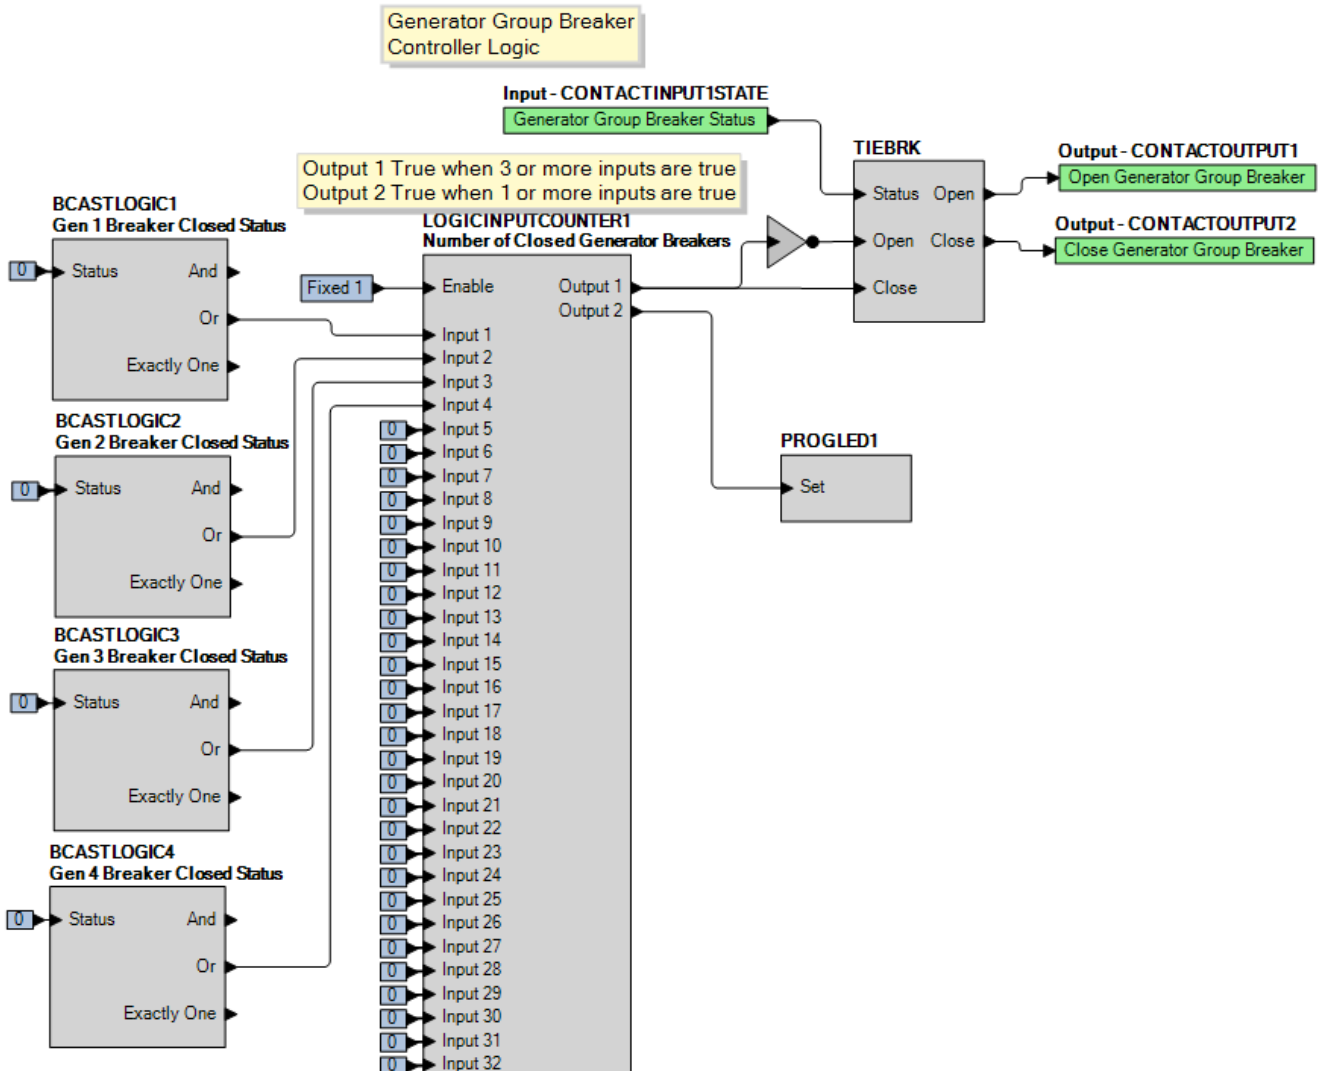 Generator Group Breaker
Controller Logic
Input - CONTACTINPUT1STATE
Generator Group Breaker Status
TIEBRK
Status Open
Open Close
Close
Output - CONTACTOUTPUT1
Open Generator Group Breaker
Output - CONTACTOUTPUT2
Close Generator Group Breaker
Output 1 True when 3 or more inputs are true
Output 2 True when 1 or more inputs are true
BCASTLOGIC1
Gen 1 Breaker Closed Status
0 Status And
Or
Exactly One
BCASTLOGIC2
Gen 2 Breaker Closed Status
0 Status And
Or
Exactly One
BCASTLOGIC3
Gen 3 Breaker Closed Status
0 Status And
Or
Exactly One
BCASTLOGIC4
Gen 4 Breaker Closed Status
0 Status And
Or
Exactly One
LOGICINPUTCOUNTER1
Number of Closed Generator Breakers
Fixed 1 Enable Output 1
Output 2
Input 1
Input 2
Input 3
Input 4
0 Input 5
0 Input 6
0 Input 7
0 Input 8
0 Input 9
0 Input 10
0 Input 11
0 Input 12
0 Input 13
0 Input 14
0 Input 15
0 Input 16
0 Input 17
0 Input 18
0 Input 19
0 Input 20
0 Input 21
0 Input 22
0 Input 23
0 Input 24
0 Input 25
0 Input 26
0 Input 27
0 Input 28
0 Input 29
0 Input 30
0 Input 31
0 Input 32
PROGLED1
Set